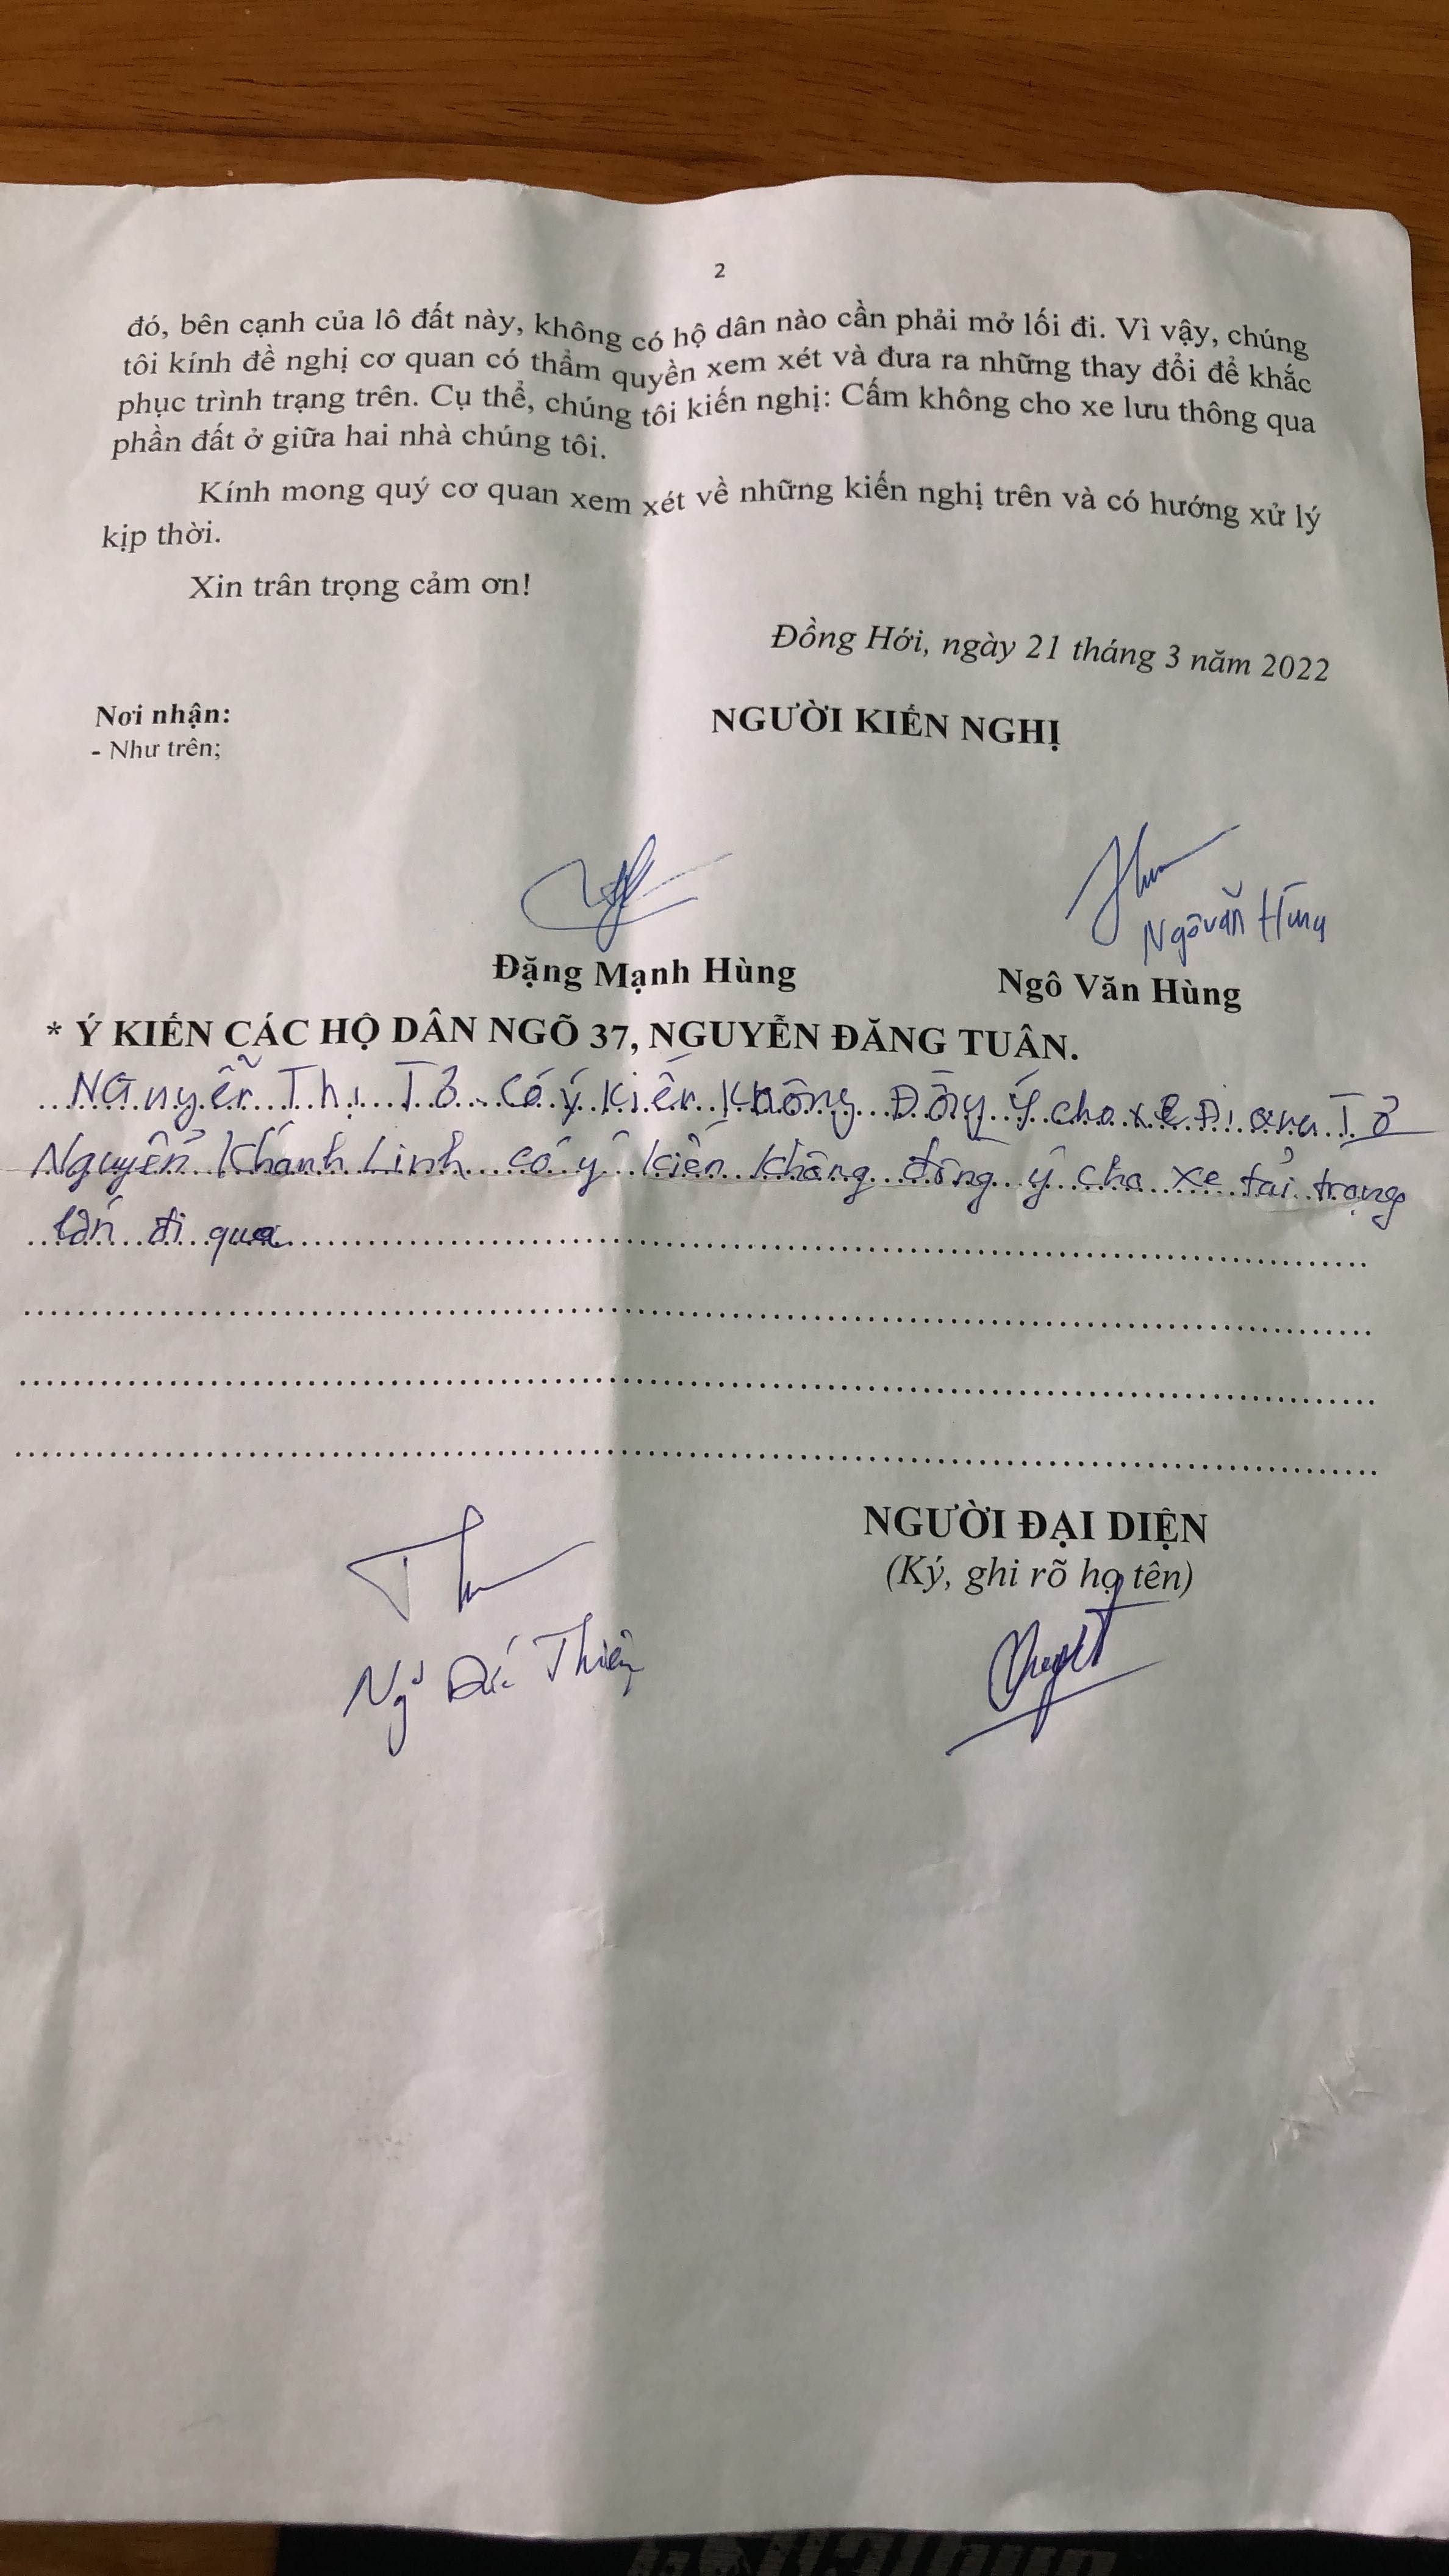 2
đó, bên cạnh của lô đất này, không có hộ dân nào cần phải mở lối đi. Vì vậy, chúng
tôi kính đề nghị cơ quan có thẩm quyền xem xét và đưa ra những thay đổi để khắc
phục trình trạng trên. Cụ thể, chúng tôi kiến nghị: Cấm không cho xe lưu thông qua
phần đất ở giữa hai nhà chúng tôi.
Kính mong quý cơ quan xem xét về những kiến nghị trên và có hướng xử lý
kịp thời.
Xin trân trọng cảm ơn!
Đồng Hới, ngày 21 tháng 3 năm 2022
Nơi nhận:
NGƯỜI KIẾN NGHỊ
- Như trên;
Ngô văn Hùng
Đặng Mạnh Hùng
Ngô Văn Hùng
* Ý KIẾN CÁC HỘ DÂN NGÕ 37, NGUYỄN ĐĂNG TUÂN.
Nguyễn Thị Tơ có ý kiến không Đồng ý cho xe Đi qua
Nguyễn Khánh Linh có ý kiến không đồng ý cho xe tải trọng
lớn đi qua
NGƯỜI ĐẠI DIỆN
(Ký, ghi rõ họ tên)